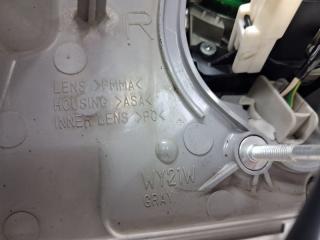 R
LENS >PMMA<
HOUSING >ASA<
INNER LENS >PC<
WY21W
GRAY